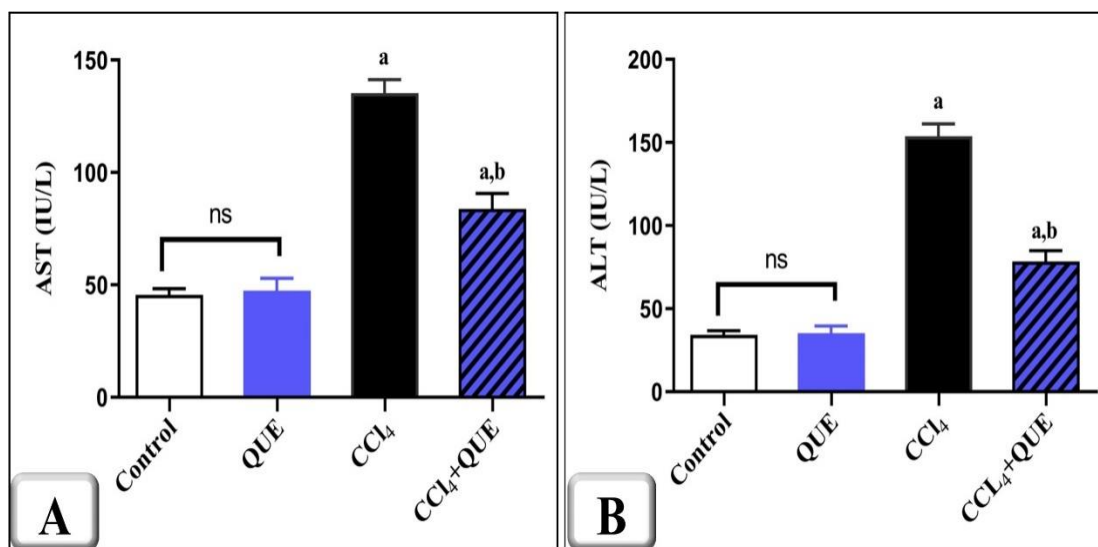 AST (IU/L)
150
100
50
0
ns
a
a,b
Control
QUE
CCl₄
CCl₄+QUE
A
ALT (IU/L)
200
150
100
50
0
ns
a
a,b
Control
QUE
CCl₄
CCL₄+QUE
B